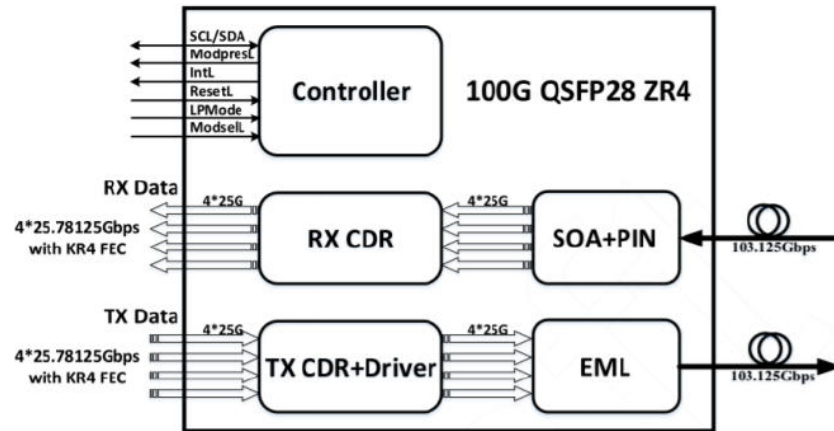 SCL/SDA
ModpresL
IntL
ResetL
LPMode
ModselL
Controller
100G QSFP28 ZR4
RX Data
4*25.78125Gbps
with KR4 FEC
4*25G
RX CDR
4*25G
SOA+PIN
103.125Gbps
TX Data
4*25.78125Gbps
with KR4 FEC
4*25G
TX CDR+Driver
4*25G
EML
103.125Gbps